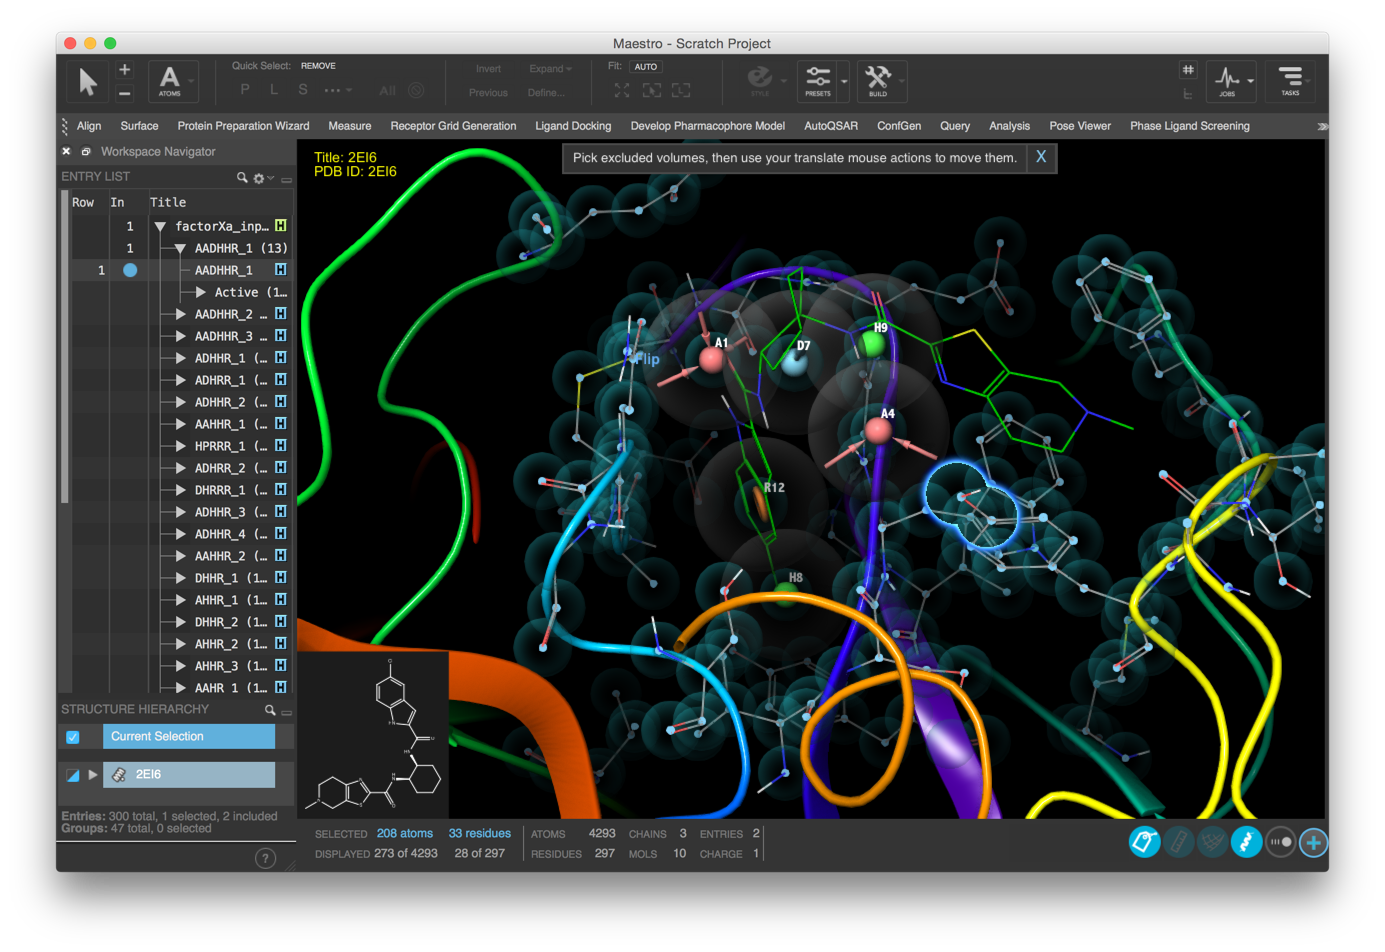 Maestro - Scratch Project
Quick Select: REMOVE
Invert Expand
Fit: AUTO
ATOMS
P L S ... All
Previous Define...
STYLE
PRESETS
BUILD
JOBS
TASKS
Align Surface Protein Preparation Wizard Measure Receptor Grid Generation Ligand Docking Develop Pharmacophore Model AutoQSAR ConfGen Query Analysis Pose Viewer Phase Ligand Screening
Workspace Navigator
ENTRY LIST
Row In Title
1 factorXa_inp... H
1 AADHHR_1 (13)
1 AADHHR_1 H
Active (1...
AADHHR_2 ... H
AADHHR_3 ... H
ADHHR_1 (... H
ADHRR_1 (... H
ADHHR_2 (... H
AAHHR_1 (... H
HPRRR_1 (... H
ADHRR_2 (... H
DHRRR_1 (... H
ADHHR_3 (... H
ADHHR_4 (... H
AAHHR_2 (... H
DHHR_1 (1... H
AHHR_1 (1... H
DHHR_2 (1... H
AHHR_2 (1... H
AHHR_3 (1... H
AAHR 1 (1... H
STRUCTURE HIERARCHY
Current Selection
2EI6
Entries: 300 total, 1 selected, 2 included
Groups: 47 total, 0 selected
?
Title: 2EI6
PDB ID: 2EI6
Pick excluded volumes, then use your translate mouse actions to move them. X
H9
A1
D7
Flip
A4
R12
H8
SELECTED 208 atoms 33 residues ATOMS 4293 CHAINS 3 ENTRIES 2
DISPLAYED 273 of 4293 28 of 297 RESIDUES 297 MOLS 10 CHARGE 1